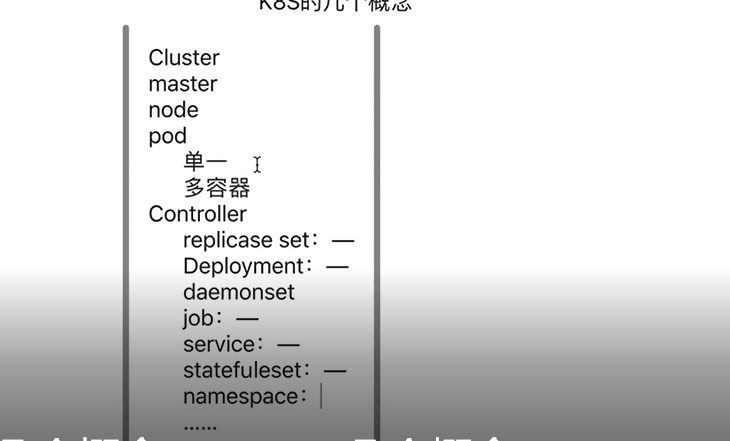 K8S的几个概念
Cluster
master
node
pod
单一
多容器
Controller
replicase set：—
Deployment：—
daemonset
job：—
service：—
statefuleset：—
namespace：
……